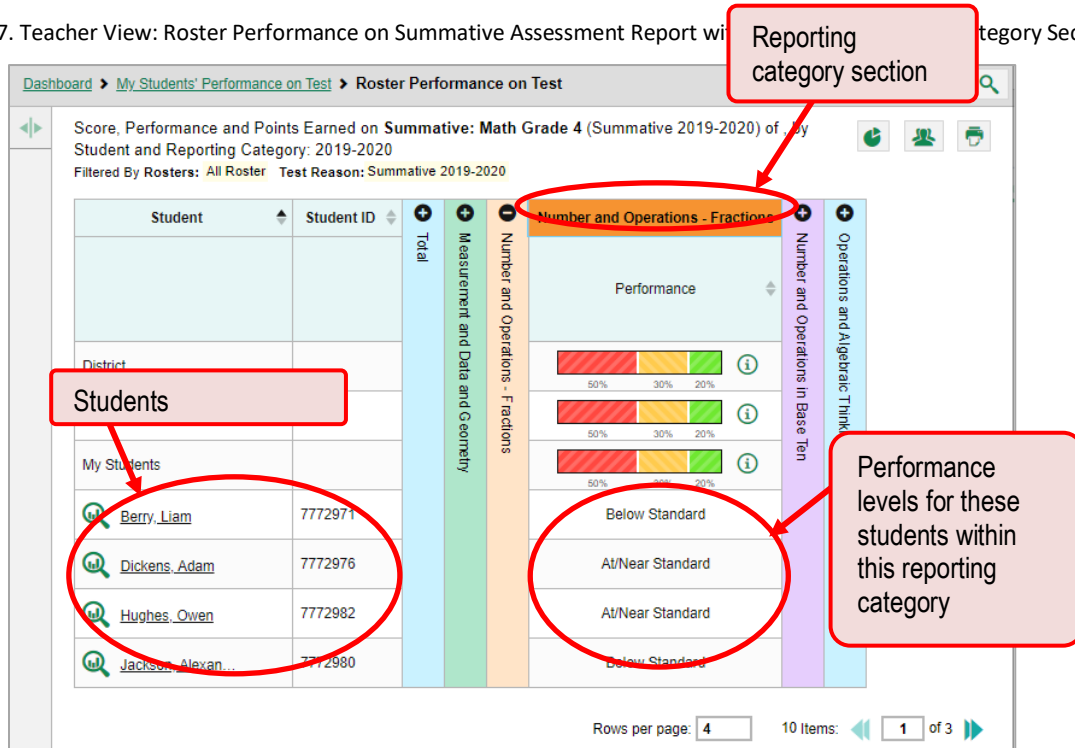 7. Teacher View: Roster Performance on Summative Assessment Report wi
tegory Sec
Reporting
category section
Dashboard > My Students' Performance on Test > Roster Performance on Test
Score, Performance and Points Earned on Summative: Math Grade 4 (Summative 2019-2020) of , by
Student and Reporting Category: 2019-2020
Filtered By Rosters: All Roster Test Reason: Summative 2019-2020
Student
Student ID
Total
Measurement and Data and Geometry
Number and Operations - Fractions
Number and Operations - Fractions
Performance
Number and Operations in Base Ten
Operations and Algebraic Think
District
50% 30% 20%
Students
50% 30% 20%
My Students
50% 30% 20%
Berry, Liam 7772971 Below Standard
Dickens, Adam 7772976 At/Near Standard
Hughes, Owen 7772982 At/Near Standard
Jackson, Alexan... 7772980 Below Standard
Performance
levels for these
students within
this reporting
category
Rows per page: 4 10 Items: 1 of 3